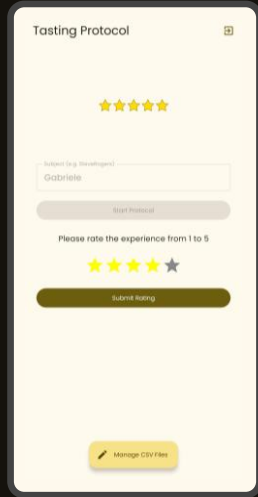 Tasting Protocol
Subject (e.g. filename)
Gabriele
Start Protocol
Please rate the experience from 1 to 5
Submit Rating
Manage CSV Files